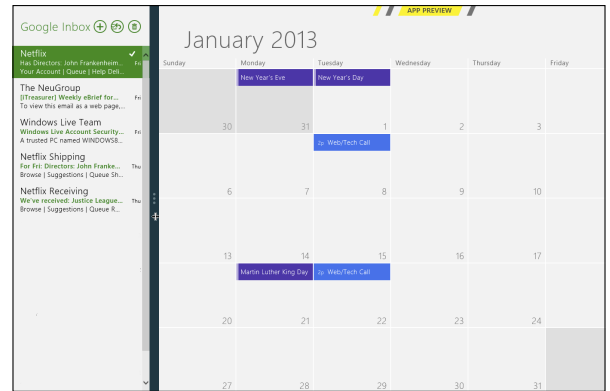 Google Inbox
APP PREVIEW
January 2013
Netflix
Has Directors: John Frankenheim... Fri
Your Account | Queue | Help Deli...
The NeuGroup
[iTreasurer] Weekly eBrief for... Fri
To view this email as a web page,...
Windows Live Team
Windows Live Account Security... Fri
A trusted PC named WINDOWS8...
Netflix Shipping
For Fri: Directors: John Franke... Thu
Browse | Suggestions | Queue Sh...
Netflix Receiving
We've received: Justice League... Thu
Browse | Suggestions | Queue R...
Sunday Monday Tuesday Wednesday Thursday Friday
New Year's Eve New Year's Day
30 31 1 2 3
2p Web/Tech Call
6 7 8 9 10
13 14 15 16 17
Martin Luther King Day 2p Web/Tech Call
20 21 22 23 24
27 28 29 30 31